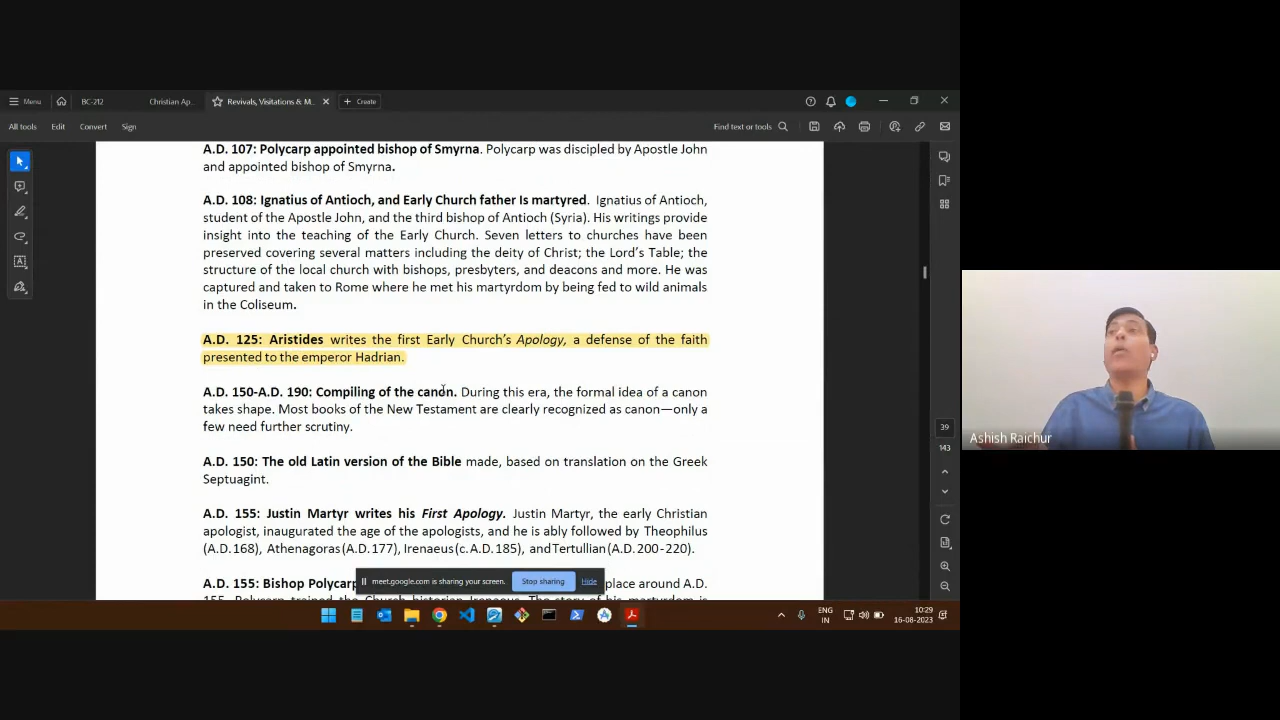 Menu
BC-212
Christian Ap...
Revivals, Visitations & M...
Create
All tools
Edit
Convert
Sign
Find text or tools
A.D. 107: Polycarp appointed bishop of Smyrna. Polycarp was discipled by Apostle John
and appointed bishop of Smyrna.
A.D. 108: Ignatius of Antioch, and Early Church father Is martyred. Ignatius of Antioch,
student of the Apostle John, and the third bishop of Antioch (Syria). His writings provide
insight into the teaching of the Early Church. Seven letters to churches have been
preserved covering several matters including the deity of Christ; the Lord's Table; the
structure of the local church with bishops, presbyters, and deacons and more. He was
captured and taken to Rome where he met his martyrdom by being fed to wild animals
in the Coliseum.
A.D. 125: Aristides writes the first Early Church's Apology, a defense of the faith
presented to the emperor Hadrian.
A.D. 150-A.D. 190: Compiling of the canon. During this era, the formal idea of a canon
takes shape. Most books of the New Testament are clearly recognized as canon—only a
few need further scrutiny.
A.D. 150: The old Latin version of the Bible made, based on translation on the Greek
Septuagint.
A.D. 155: Justin Martyr writes his First Apology. Justin Martyr, the early Christian
apologist, inaugurated the age of the apologists, and he is ably followed by Theophilus
(A.D.168), Athenagoras (A.D.177), Irenaeus (c. A.D. 185), and Tertullian (A.D. 200-220).
A.D. 155: Bishop Polycarp place around A.D.
meet.google.com is sharing your screen.
Stop sharing
Hide
39
143
ENG
IN
10:29
16-08-2023
Ashish Raichur